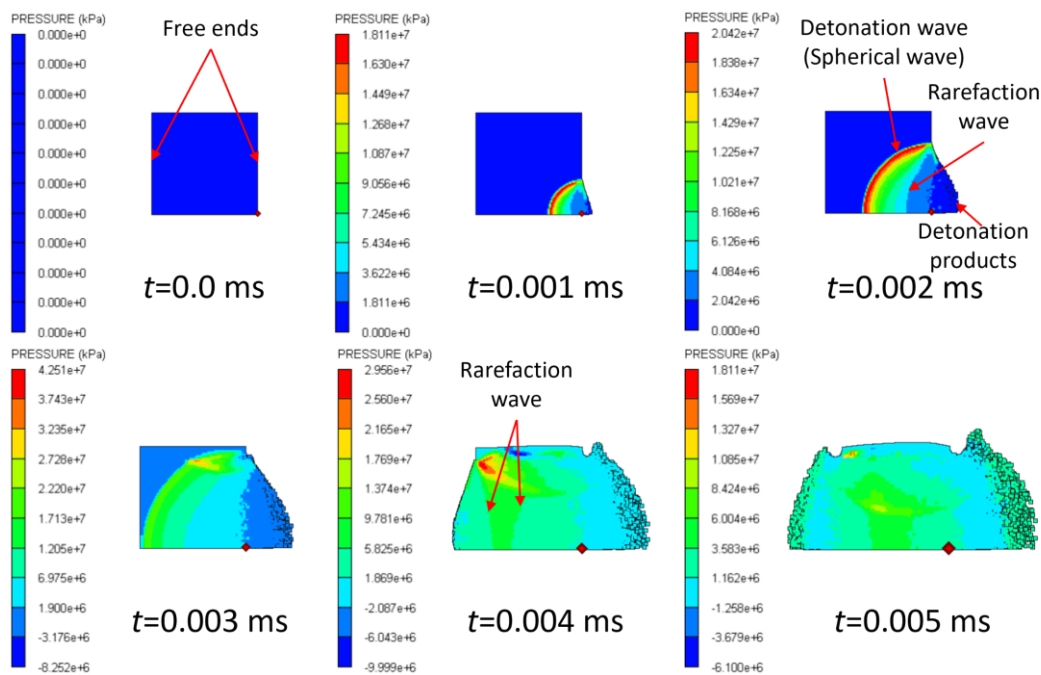 PRESSURE (kPa)
0.000e+0
0.000e+0
0.000e+0
0.000e+0
0.000e+0
0.000e+0
0.000e+0
0.000e+0
0.000e+0
0.000e+0
0.000e+0
Free ends
t=0.0 ms
PRESSURE (kPa)
1.811e+7
1.630e+7
1.449e+7
1.268e+7
1.087e+7
9.056e+6
7.245e+6
5.434e+6
3.622e+6
1.811e+6
0.000e+0
t=0.001 ms
PRESSURE (kPa)
2.042e+7
1.838e+7
1.634e+7
1.429e+7
1.225e+7
1.021e+7
8.168e+6
6.126e+6
4.084e+6
2.042e+6
0.000e+0
Detonation wave
(Spherical wave)
Rarefaction
wave
Detonation
products
t=0.002 ms
PRESSURE (kPa)
4.251e+7
3.743e+7
3.235e+7
2.728e+7
2.220e+7
1.713e+7
1.205e+7
6.975e+6
1.900e+6
-3.176e+6
-8.252e+6
t=0.003 ms
PRESSURE (kPa)
2.956e+7
2.560e+7
2.165e+7
1.769e+7
1.374e+7
9.781e+6
5.825e+6
1.869e+6
-2.087e+6
-6.043e+6
-9.999e+6
Rarefaction
wave
t=0.004 ms
PRESSURE (kPa)
1.811e+7
1.569e+7
1.327e+7
1.085e+7
8.424e+6
6.004e+6
3.583e+6
1.162e+6
-1.258e+6
-3.679e+6
-6.100e+6
t=0.005 ms